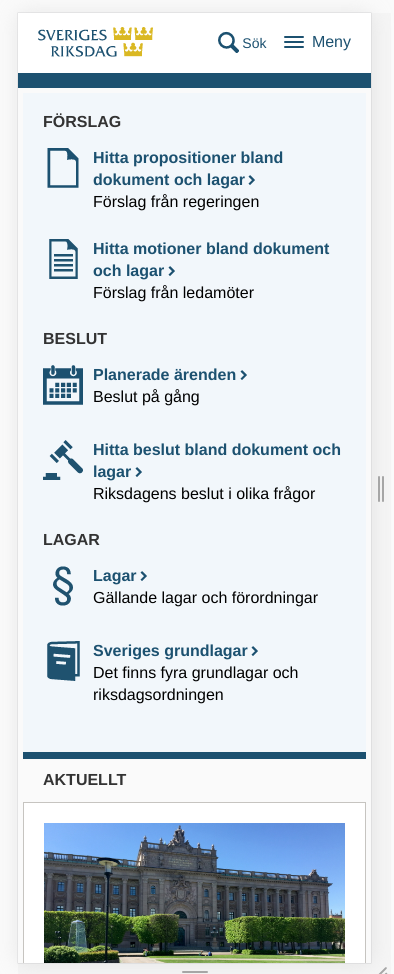 SVERIGES
RIKSDAG
Sök
Meny
FÖRSLAG
Hitta propositioner bland
dokument och lagar
Förslag från regeringen
Hitta motioner bland dokument
och lagar
Förslag från ledamöter
BESLUT
Planerade ärenden
Beslut på gång
Hitta beslut bland dokument och
lagar
Riksdagens beslut i olika frågor
LAGAR
§
Lagar
Gällande lagar och förordningar
Sveriges grundlagar
Det finns fyra grundlagar och
riksdagsordningen
AKTUELLT